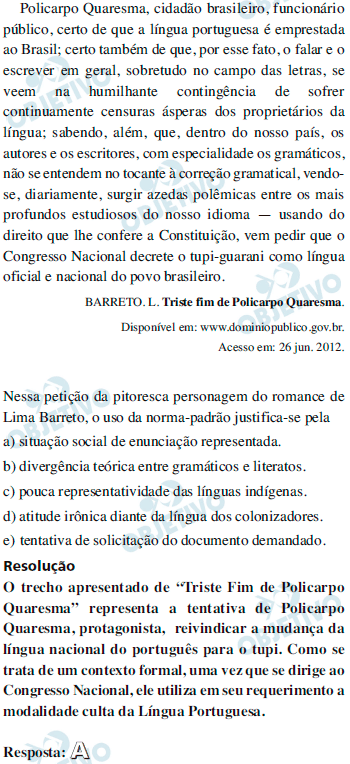 Policarpo Quaresma, cidadão brasileiro, funcionário
público, certo de que a língua portuguesa é emprestada
ao Brasil; certo também de que, por esse fato, o falar e o
escrever em geral, sobretudo no campo das letras, se
veem na humilhante contingência de sofrer
continuamente censuras ásperas dos proprietários da
língua; sabendo, além, que, dentro do nosso país, os
autores e os escritores, com especialidade os gramáticos,
não se entendem no tocante à correção gramatical, vendo-
se, diariamente, surgir azedas polêmicas entre os mais
profundos estudiosos do nosso idioma — usando do
direito que lhe confere a Constituição, vem pedir que o
Congresso Nacional decrete o tupi-guarani como língua
oficial e nacional do povo brasileiro.
BARRETO. L. Triste fim de Policarpo Quaresma.
Disponível em: www.dominiopublico.gov.br.
Acesso em: 26 jun. 2012.
Nessa petição da pitoresca personagem do romance de
Lima Barreto, o uso da norma-padrão justifica-se pela
a) situação social de enunciação representada.
b) divergência teórica entre gramáticos e literatos.
c) pouca representatividade das línguas indígenas.
d) atitude irônica diante da língua dos colonizadores.
e) tentativa de solicitação do documento demandado.
Resolução
O trecho apresentado de “Triste Fim de Policarpo
Quaresma” representa a tentativa de Policarpo
Quaresma, protagonista, reivindicar a mudança da
língua nacional do português para o tupi. Como se
trata de um contexto formal, uma vez que se dirige ao
Congresso Nacional, ele utiliza em seu requerimento a
modalidade culta da Língua Portuguesa.
Resposta: A
OBJETIVO